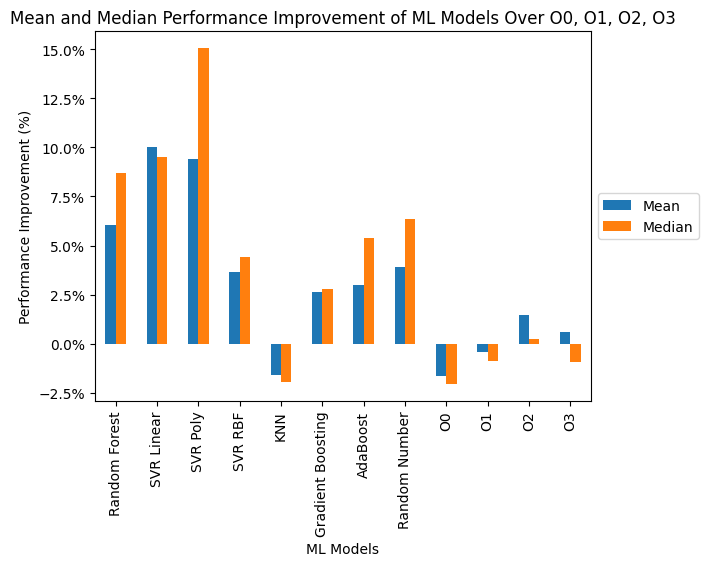 Mean and Median Performance Improvement of ML Models Over O0, O1, O2, O3
Performance Improvement (%)
15.0%
12.5%
10.0%
7.5%
5.0%
2.5%
0.0%
−2.5%
Mean
Median
Random Forest
SVR Linear
SVR Poly
SVR RBF
KNN
Gradient Boosting
AdaBoost
Random Number
O0
O1
O2
O3
ML Models